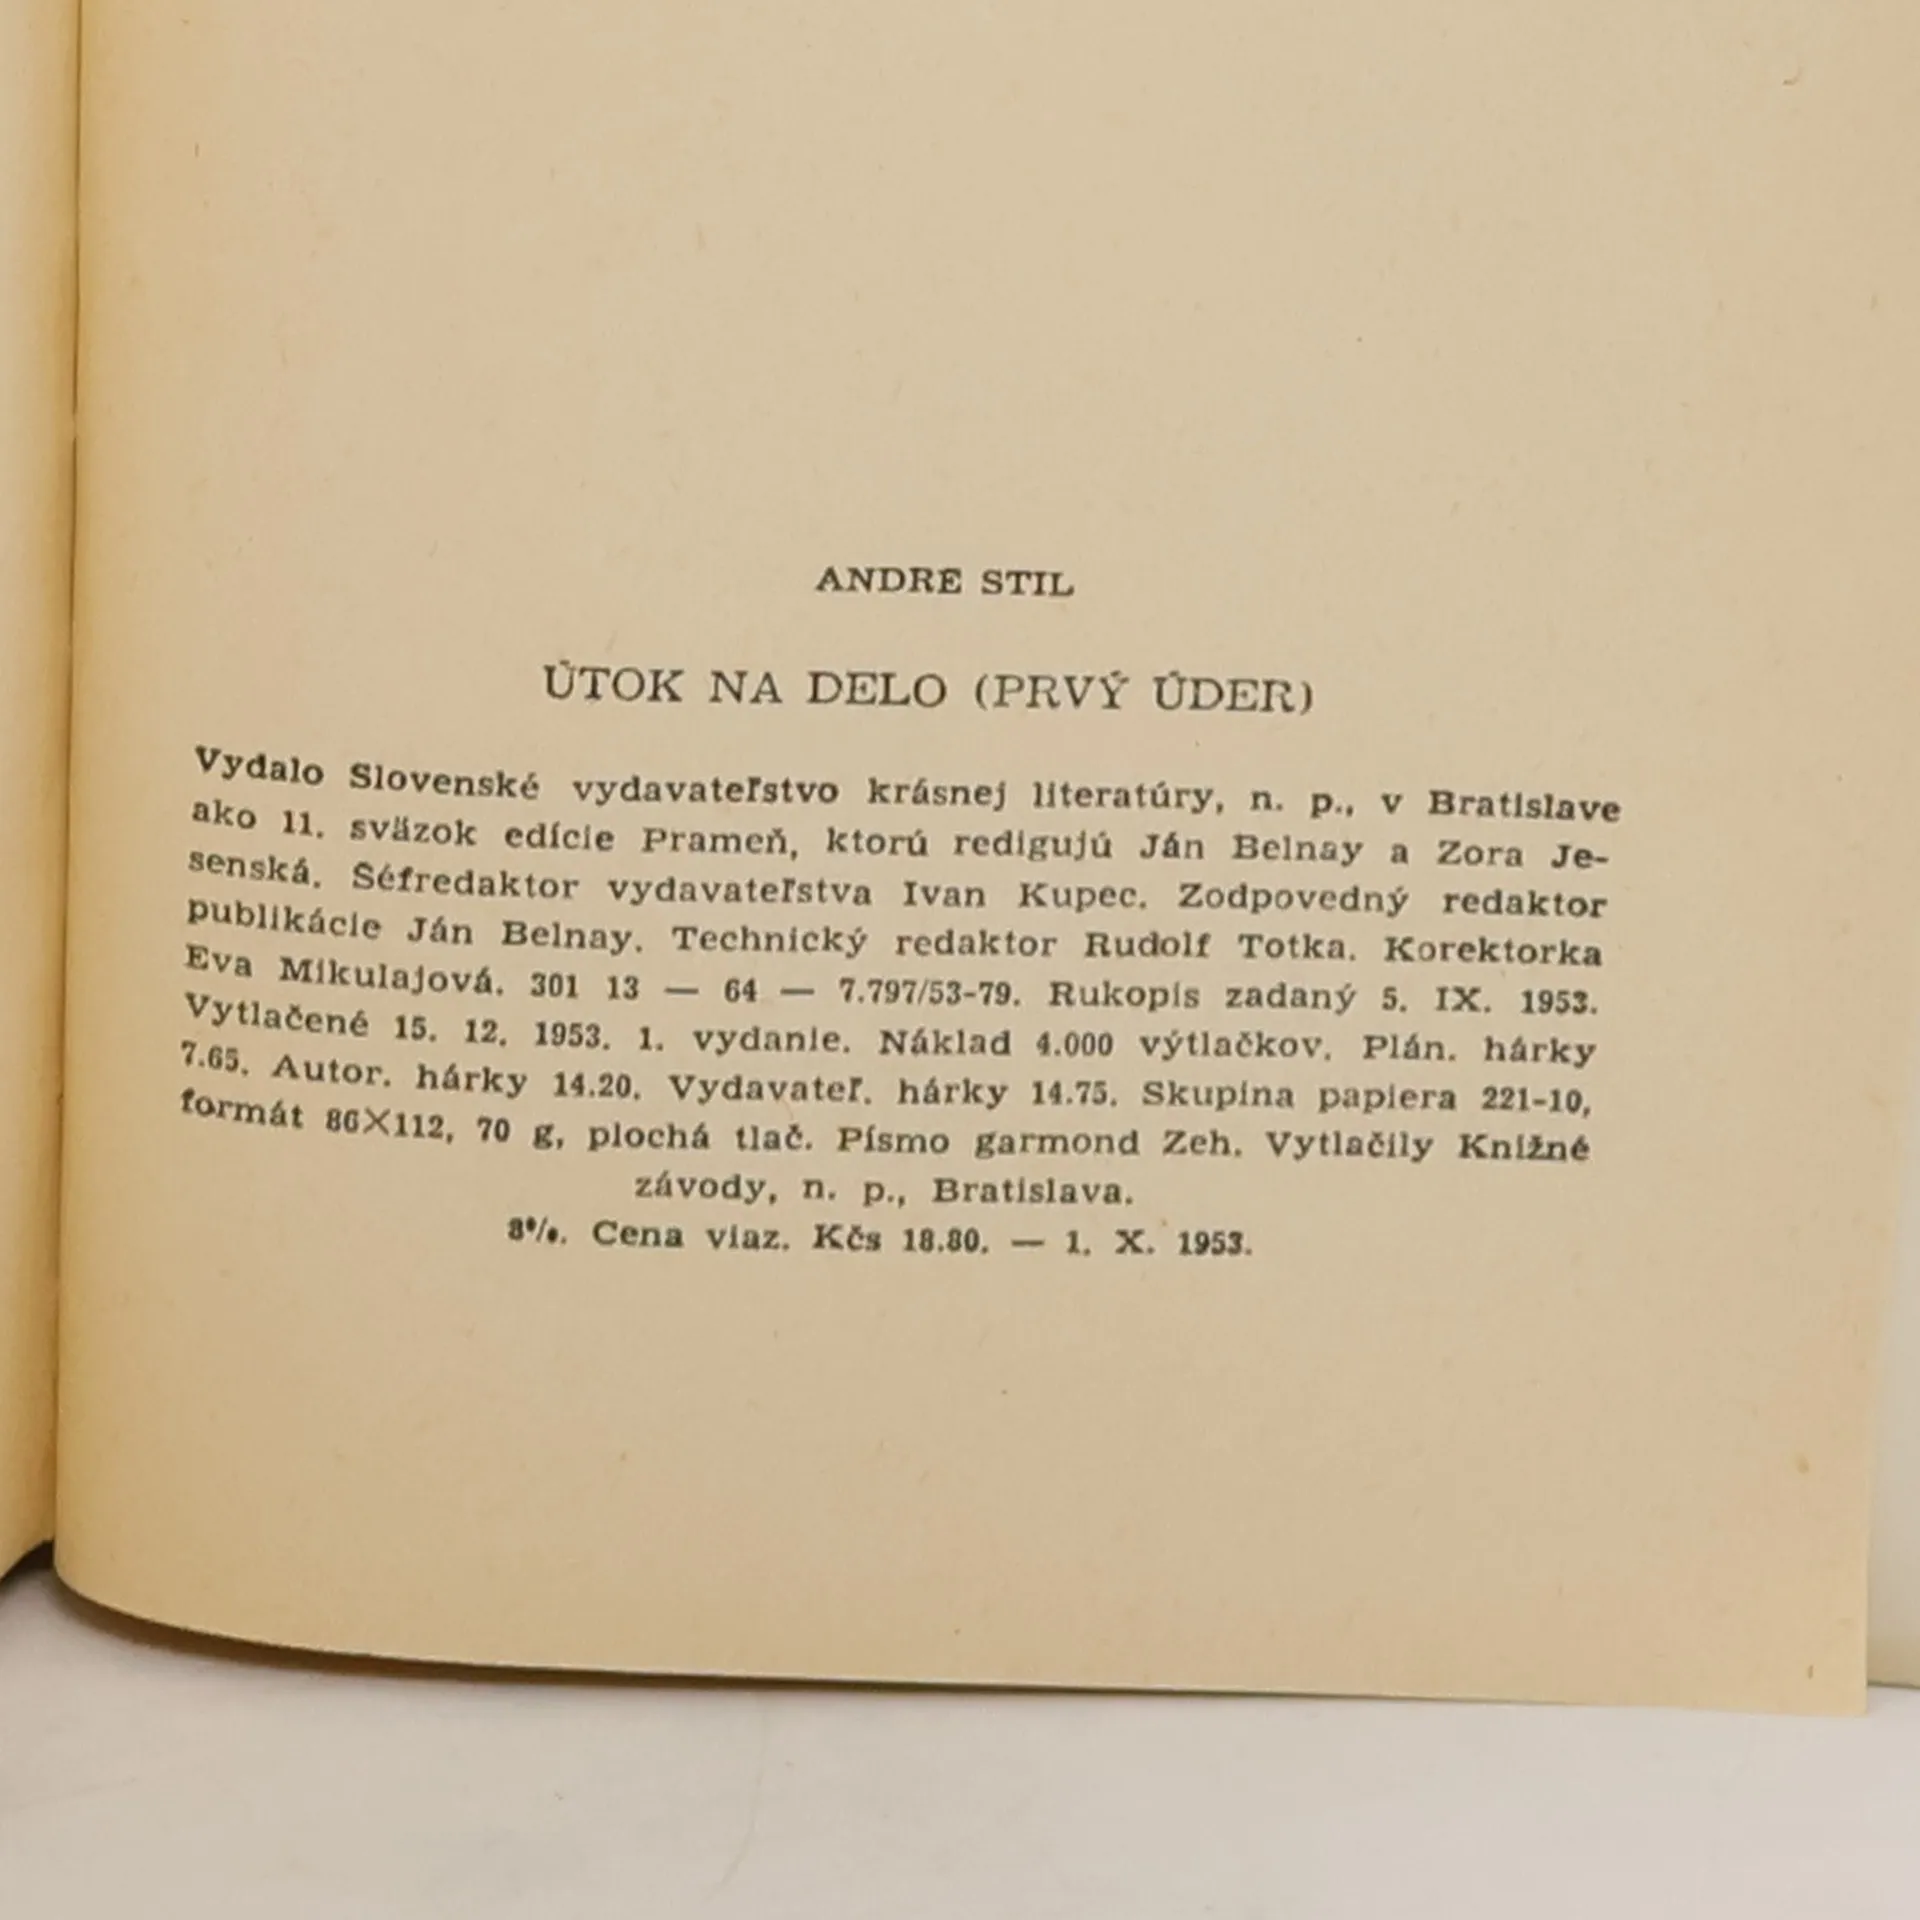 ANDRE STIL
ÚTOK NA DELO (PRVÝ ÚDER)
Vydalo Slovenské vydavateľstvo krásnej literatúry, n. p., v Bratislave
ako 11. sväzok edície Prameň, ktorú redigujú Ján Belnay a Zora Je-
senská. Šéfredaktor vydavateľstva Ivan Kupec. Zodpovedný redaktor
publikácie Ján Belnay. Technický redaktor Rudolf Totka. Korektorka
Eva Mikulajová. 301 13 — 64 — 7.797/53-79. Rukopis zadaný 5. IX. 1953.
Vytlačené 15. 12. 1953. 1. vydanie. Náklad 4.000 výtlačkov. Plán. hárky
7.65. Autor. hárky 14.20. Vydavateľ. hárky 14.75. Skupina papiera 221-10,
formát 86×112, 70 g, plochá tlač. Písmo garmond Zeh. Vytlačily Knižné
závody, n. p., Bratislava.
8⁰/₀. Cena viaz. Kčs 18.80. — 1. X. 1953.